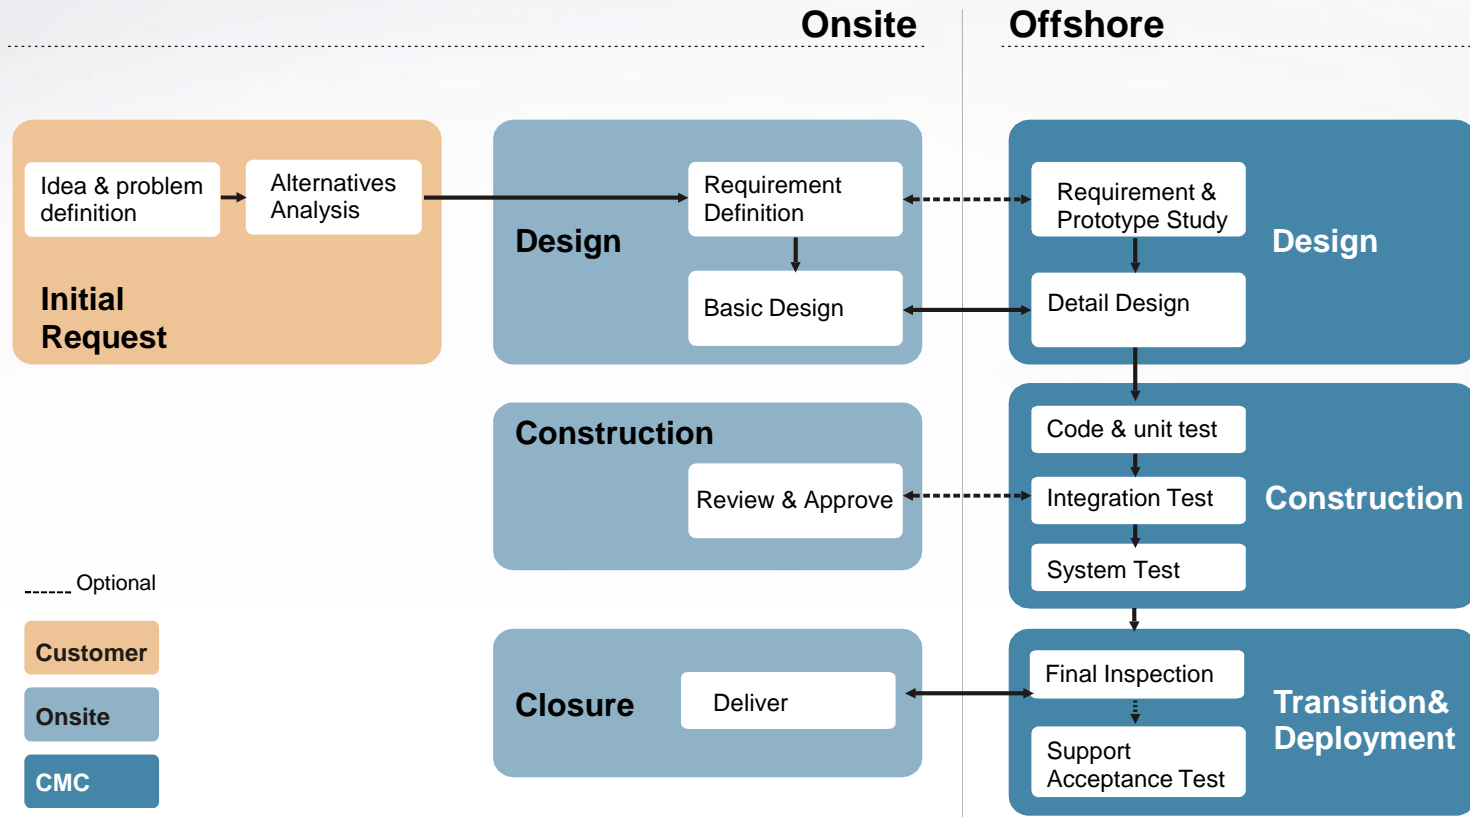 Onsite
Offshore
Idea & problem
definition
Alternatives
Analysis
Initial
Request
Requirement
Definition
Design
Basic Design
Requirement &
Prototype Study
Design
Detail Design
Construction
Review & Approve
Code & unit test
Integration Test
Construction
System Test
Optional
Customer
Onsite
CMC
Closure
Deliver
Final Inspection
Transition&
Deployment
Support
Acceptance Test